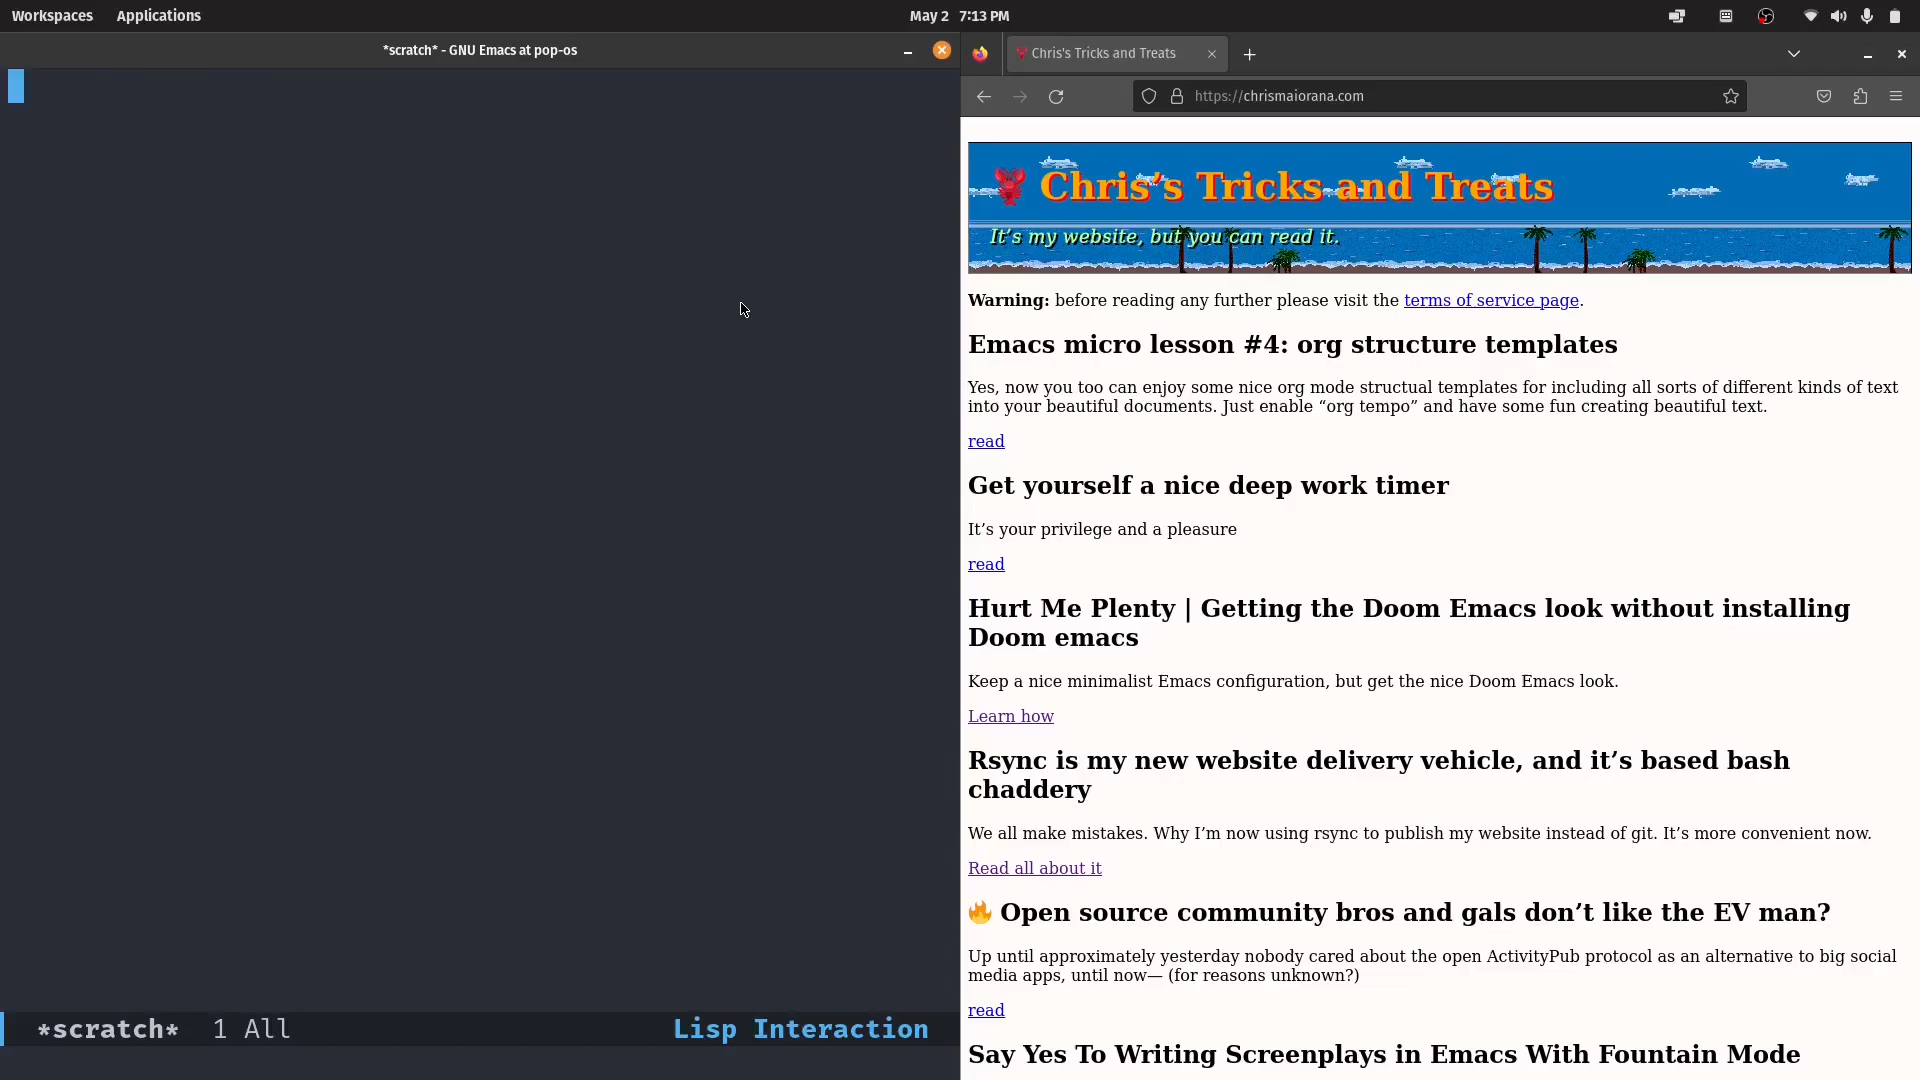 Workspaces Applications May 2 7:13 PM
*scratch* - GNU Emacs at pop-os
Chris's Tricks and Treats
https://chrismaiorana.com
Chris’s Tricks and Treats
It’s my website, but you can read it.
Warning: before reading any further please visit the terms of service page.
Emacs micro lesson #4: org structure templates
Yes, now you too can enjoy some nice org mode structual templates for including all sorts of different kinds of text
into your beautiful documents. Just enable “org tempo” and have some fun creating beautiful text.
read
Get yourself a nice deep work timer
It’s your privilege and a pleasure
read
Hurt Me Plenty | Getting the Doom Emacs look without installing
Doom emacs
Keep a nice minimalist Emacs configuration, but get the nice Doom Emacs look.
Learn how
Rsync is my new website delivery vehicle, and it’s based bash
chaddery
We all make mistakes. Why I’m now using rsync to publish my website instead of git. It’s more convenient now.
Read all about it
🔥 Open source community bros and gals don’t like the EV man?
Up until approximately yesterday nobody cared about the open ActivityPub protocol as an alternative to big social
media apps, until now— (for reasons unknown?)
read
Say Yes To Writing Screenplays in Emacs With Fountain Mode
*scratch* 1 All Lisp Interaction